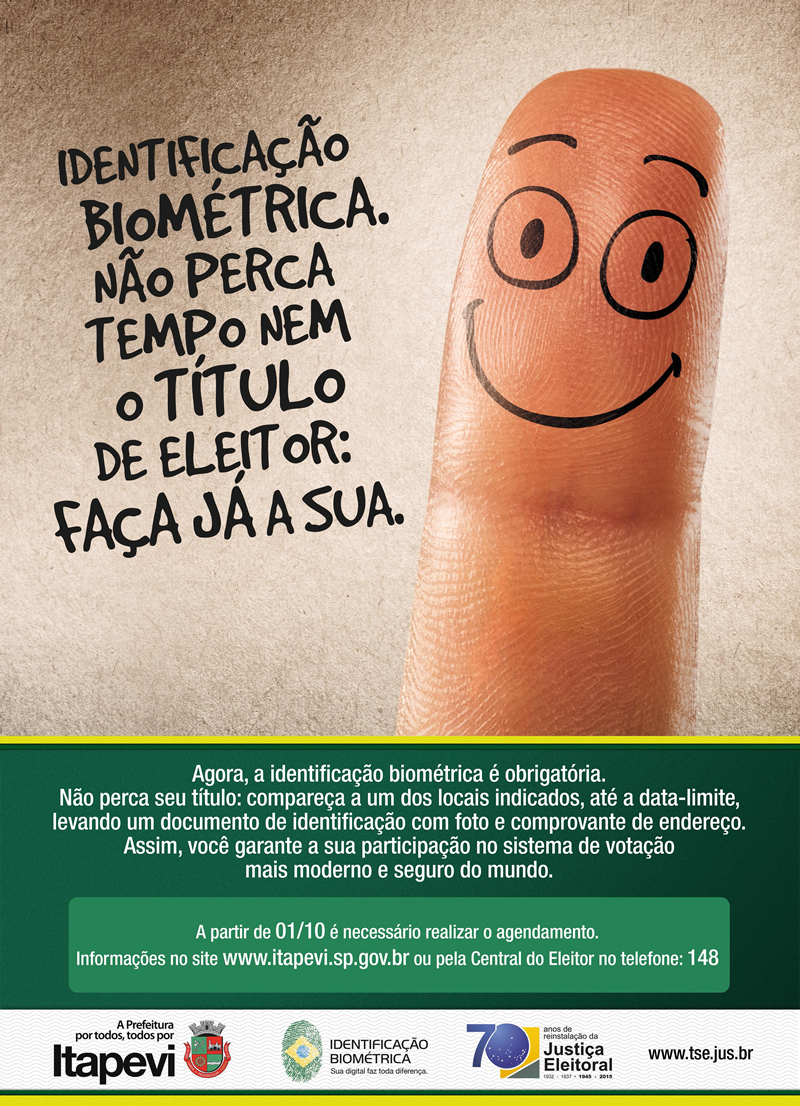 IDENTIFICAÇÃO
BIOMÉTRICA.
NÃO PERCA
TEMPO NEM
O TÍTULO
DE ELEITOR:
FAÇA JÁ A SUA.
Agora, a identificação biométrica é obrigatória.
Não perca seu título: compareça a um dos locais indicados, até a data-limite,
levando um documento de identificação com foto e comprovante de endereço.
Assim, você garante a sua participação no sistema de votação
mais moderno e seguro do mundo.
A partir de 01/10 é necessário realizar o agendamento.
Informações no site www.itapevi.sp.gov.br ou pela Central do Eleitor no telefone: 148
A Prefeitura
por todos, todos por
Itapevi
IDENTIFICAÇÃO
BIOMÉTRICA
Sua digital faz toda diferença.
70
anos de
reinstalação da
Justiça
Eleitoral
1932 · 1937 · 1945 · 2015
www.tse.jus.br